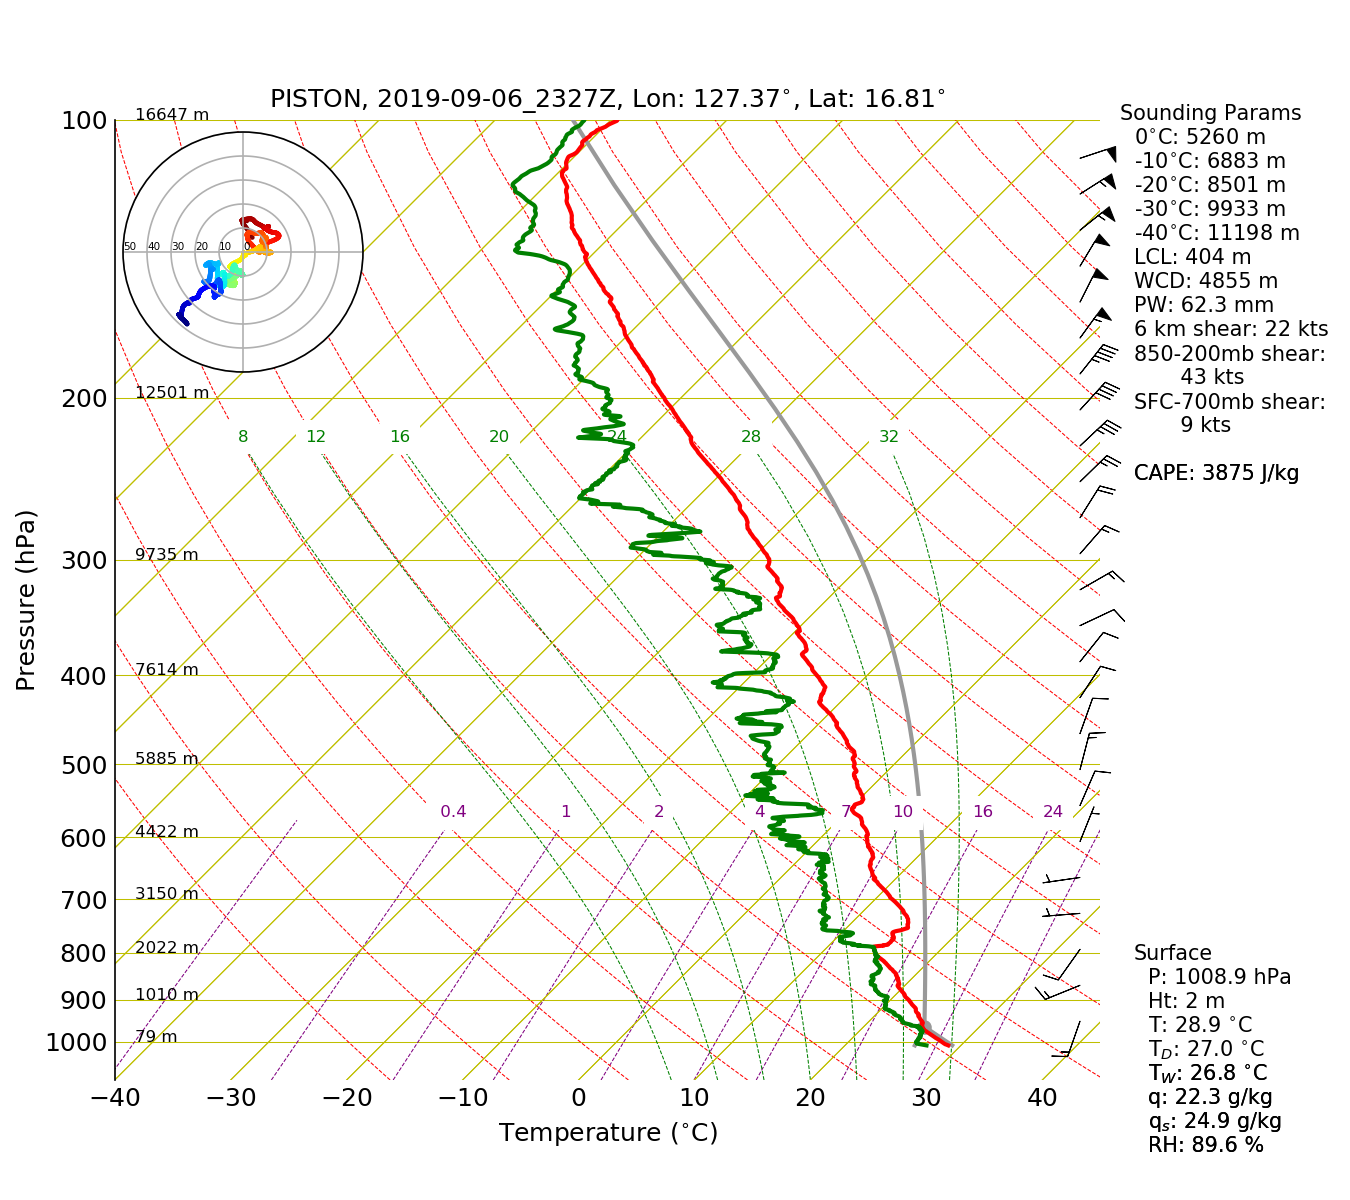 PISTON, 2019-09-06_2327Z, Lon: 127.37°, Lat: 16.81°
Sounding Params
0°C: 5260 m
-10°C: 6883 m
-20°C: 8501 m
-30°C: 9933 m
-40°C: 11198 m
LCL: 404 m
WCD: 4855 m
PW: 62.3 mm
6 km shear: 22 kts
850-200mb shear:
43 kts
SFC-700mb shear:
9 kts
CAPE: 3875 J/kg
100 16647 m
50 40 30 20 10 0
200 12501 m
8 12 16 20 24 28 32
300 9735 m
400 7614 m
500 5885 m
0.4 1 2 4 7 10 16 24
600 4422 m
700 3150 m
800 2022 m
900 1010 m
1000 79 m
Pressure (hPa)
−40 −30 −20 −10 0 10 20 30 40
Temperature (°C)
Surface
P: 1008.9 hPa
Ht: 2 m
T: 28.9 °C
T_D: 27.0 °C
T_W: 26.8 °C
q: 22.3 g/kg
q_s: 24.9 g/kg
RH: 89.6 %